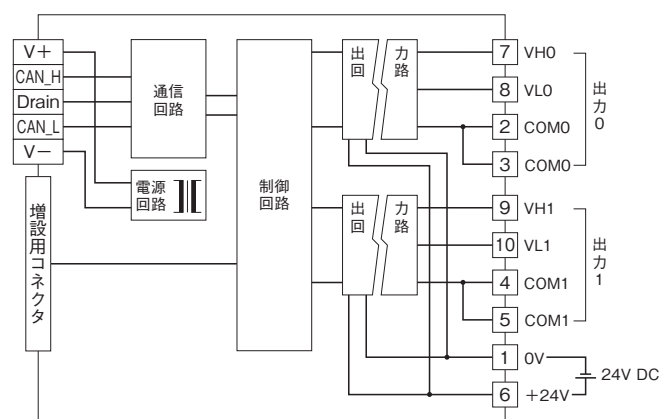 V+
CAN_H
Drain
CAN_L
V−
増設用コネクタ
通信
回路
電源
回路
制御
回路
出力
回路
出力
回路
7 VH0
8 VL0
2 COM0
3 COM0
出力0
9 VH1
10 VL1
4 COM1
5 COM1
出力1
1 0V
6 +24V
24V DC